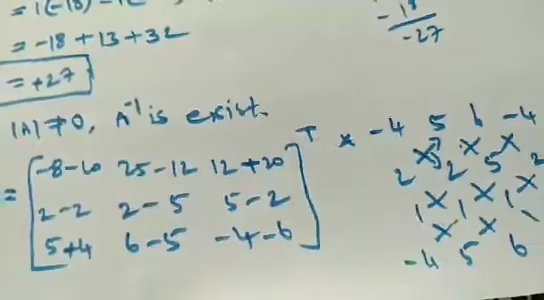 = -18 + 13 + 32
= +27
-27
|A| ≠ 0, A⁻¹ is exist.
= [ -8-10 25-12 12+20
2-2 2-5 5-2
5+4 6-5 -4-6 ]ᵀ
-4 5 6 -4
2 2 5 2
1 1 1 1
-4 5 6